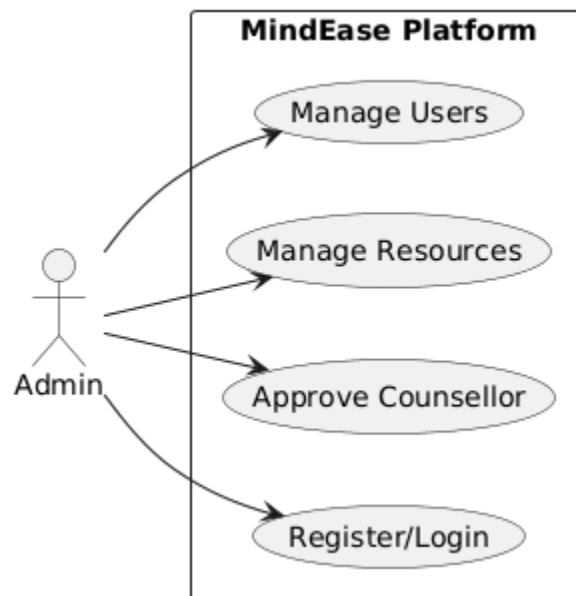 MindEase Platform
Manage Users
Manage Resources
Admin
Approve Counsellor
Register/Login